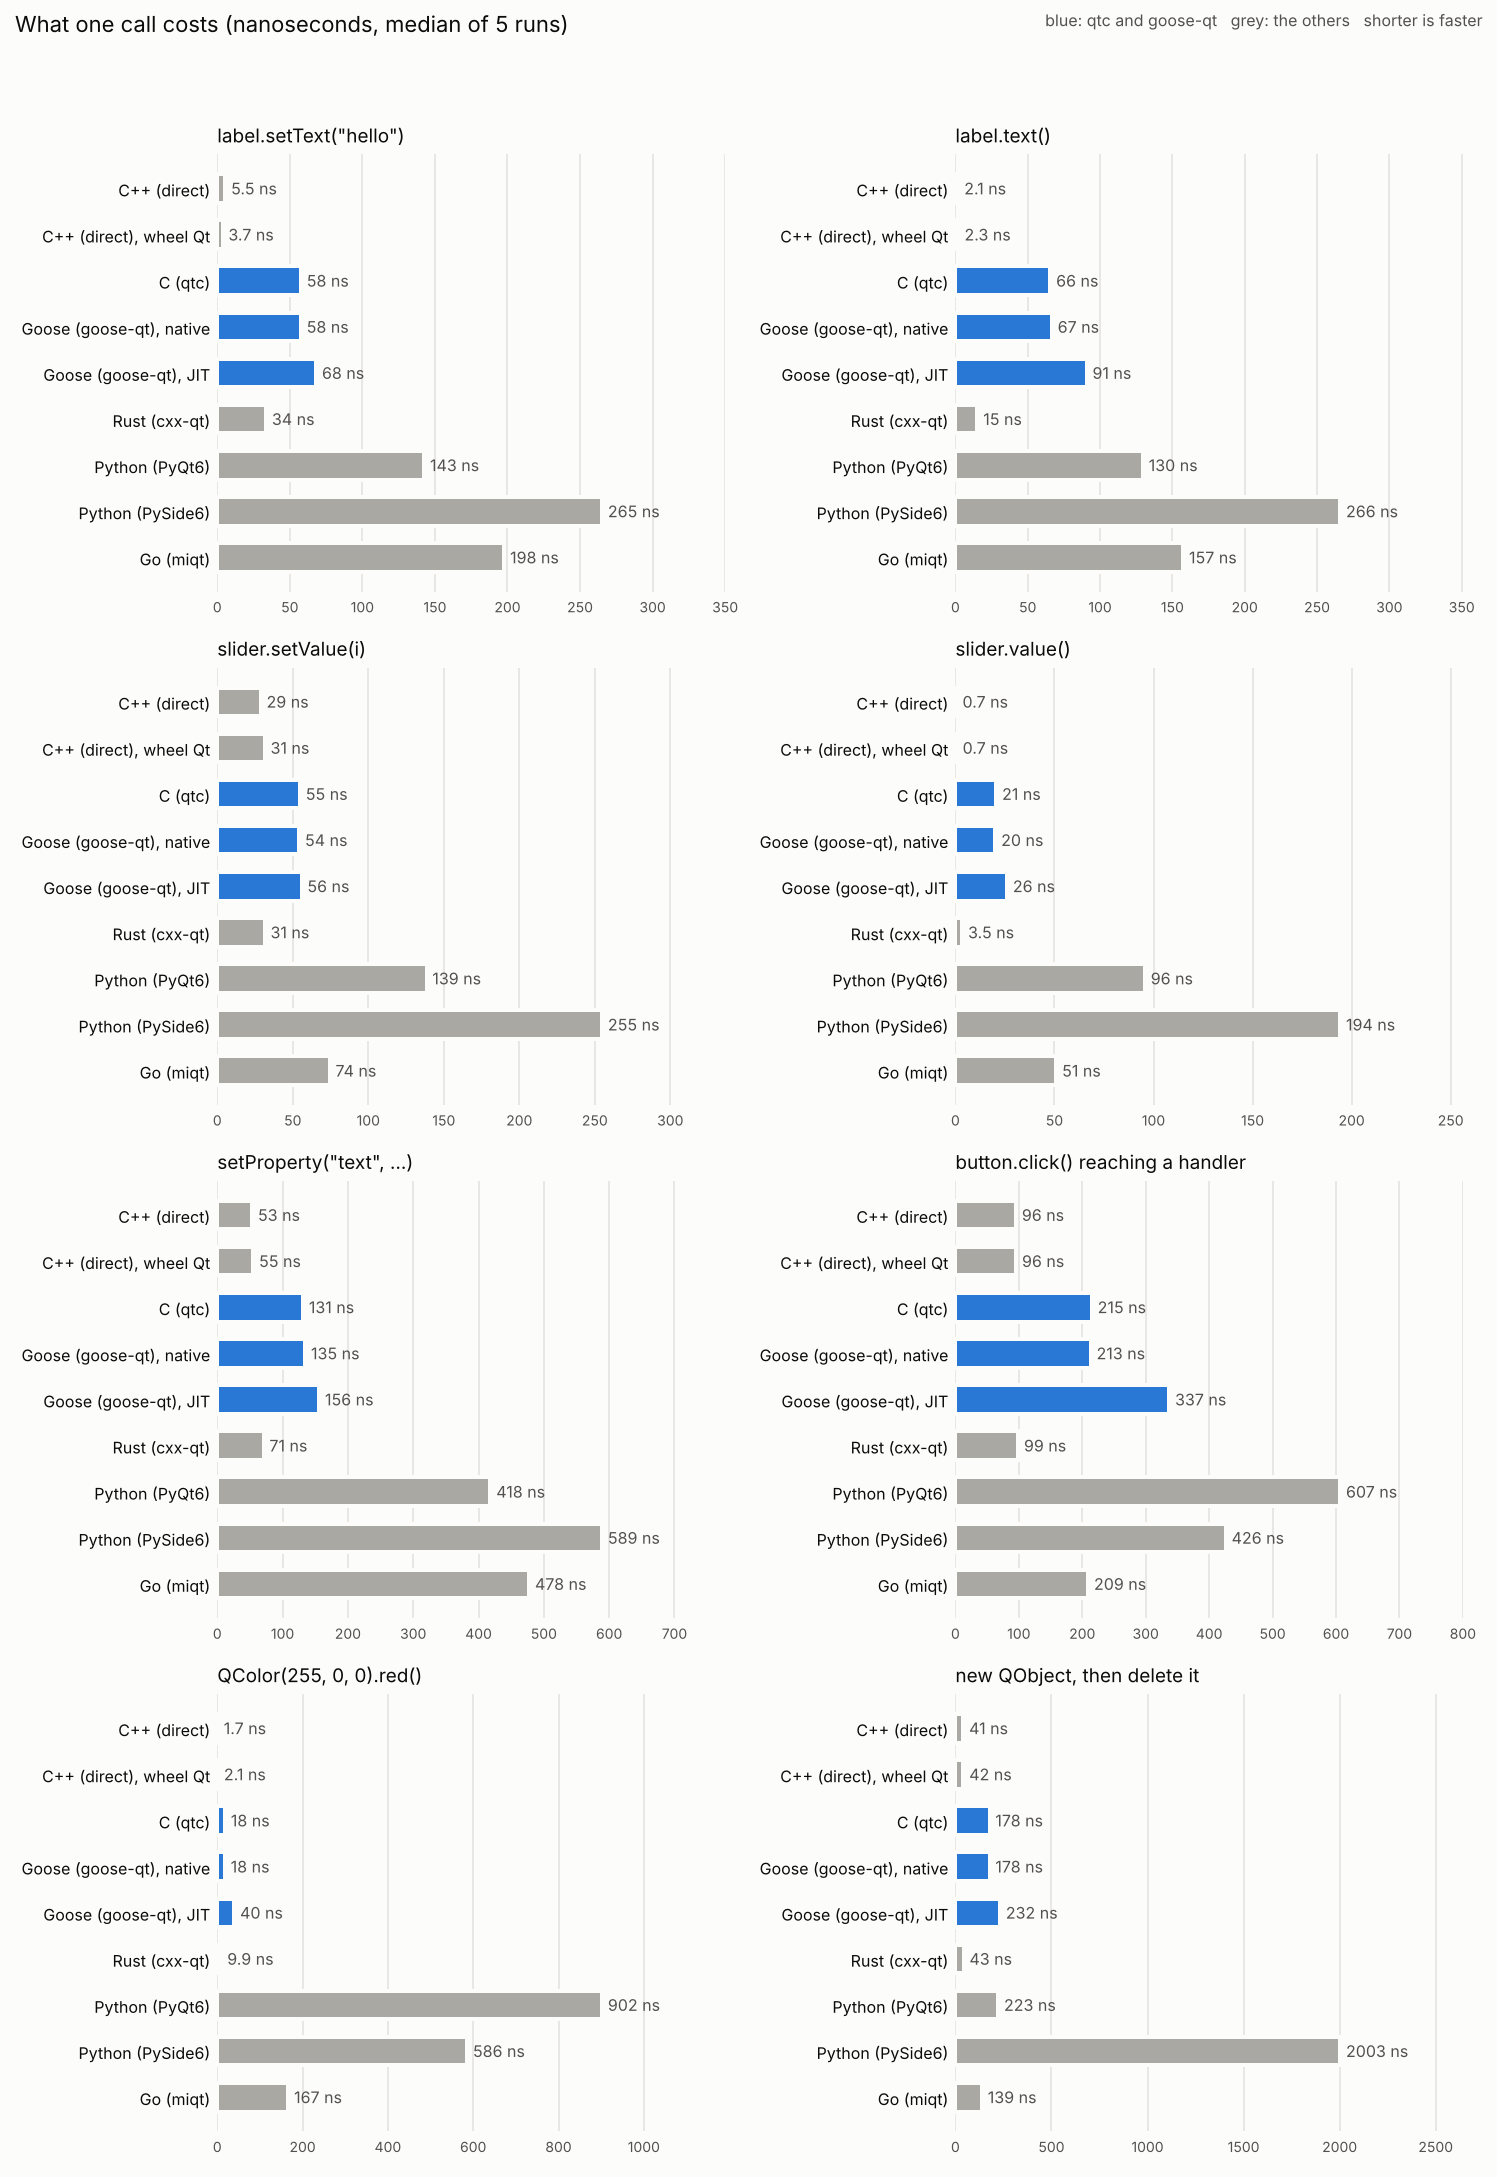 What one call costs (nanoseconds, median of 5 runs)
blue: qtc and goose-qt grey: the others shorter is faster
label.setText("hello")
C++ (direct) 5.5 ns
C++ (direct), wheel Qt 3.7 ns
C (qtc) 58 ns
Goose (goose-qt), native 58 ns
Goose (goose-qt), JIT 68 ns
Rust (cxx-qt) 34 ns
Python (PyQt6) 143 ns
Python (PySide6) 265 ns
Go (miqt) 198 ns
0 50 100 150 200 250 300 350
label.text()
C++ (direct) 2.1 ns
C++ (direct), wheel Qt 2.3 ns
C (qtc) 66 ns
Goose (goose-qt), native 67 ns
Goose (goose-qt), JIT 91 ns
Rust (cxx-qt) 15 ns
Python (PyQt6) 130 ns
Python (PySide6) 266 ns
Go (miqt) 157 ns
0 50 100 150 200 250 300 350
slider.setValue(i)
C++ (direct) 29 ns
C++ (direct), wheel Qt 31 ns
C (qtc) 55 ns
Goose (goose-qt), native 54 ns
Goose (goose-qt), JIT 56 ns
Rust (cxx-qt) 31 ns
Python (PyQt6) 139 ns
Python (PySide6) 255 ns
Go (miqt) 74 ns
0 50 100 150 200 250 300
slider.value()
C++ (direct) 0.7 ns
C++ (direct), wheel Qt 0.7 ns
C (qtc) 21 ns
Goose (goose-qt), native 20 ns
Goose (goose-qt), JIT 26 ns
Rust (cxx-qt) 3.5 ns
Python (PyQt6) 96 ns
Python (PySide6) 194 ns
Go (miqt) 51 ns
0 50 100 150 200 250
setProperty("text", ...)
C++ (direct) 53 ns
C++ (direct), wheel Qt 55 ns
C (qtc) 131 ns
Goose (goose-qt), native 135 ns
Goose (goose-qt), JIT 156 ns
Rust (cxx-qt) 71 ns
Python (PyQt6) 418 ns
Python (PySide6) 589 ns
Go (miqt) 478 ns
0 100 200 300 400 500 600 700
button.click() reaching a handler
C++ (direct) 96 ns
C++ (direct), wheel Qt 96 ns
C (qtc) 215 ns
Goose (goose-qt), native 213 ns
Goose (goose-qt), JIT 337 ns
Rust (cxx-qt) 99 ns
Python (PyQt6) 607 ns
Python (PySide6) 426 ns
Go (miqt) 209 ns
0 100 200 300 400 500 600 700 800
QColor(255, 0, 0).red()
C++ (direct) 1.7 ns
C++ (direct), wheel Qt 2.1 ns
C (qtc) 18 ns
Goose (goose-qt), native 18 ns
Goose (goose-qt), JIT 40 ns
Rust (cxx-qt) 9.9 ns
Python (PyQt6) 902 ns
Python (PySide6) 586 ns
Go (miqt) 167 ns
0 200 400 600 800 1000
new QObject, then delete it
C++ (direct) 41 ns
C++ (direct), wheel Qt 42 ns
C (qtc) 178 ns
Goose (goose-qt), native 178 ns
Goose (goose-qt), JIT 232 ns
Rust (cxx-qt) 43 ns
Python (PyQt6) 223 ns
Python (PySide6) 2003 ns
Go (miqt) 139 ns
0 500 1000 1500 2000 2500